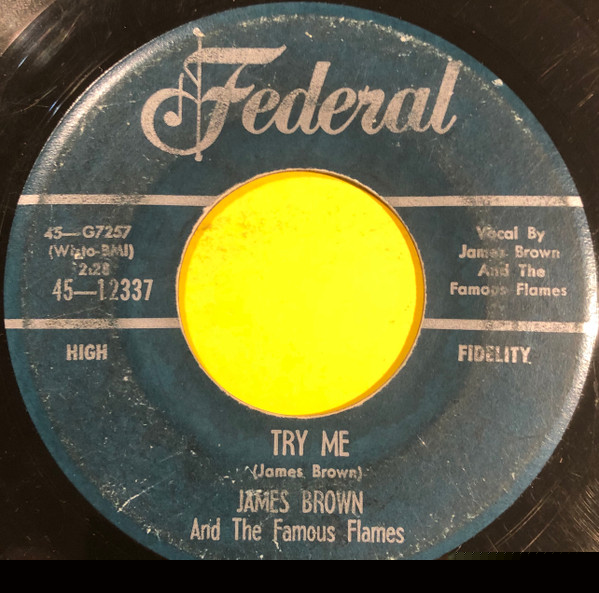 Federal
45—G7257
(Wisto-BMI)
2:28
45—12337
Vocal By
James Brown
And The
Famous Flames
HIGH
FIDELITY
TRY ME
(James Brown)
JAMES BROWN
And The Famous Flames